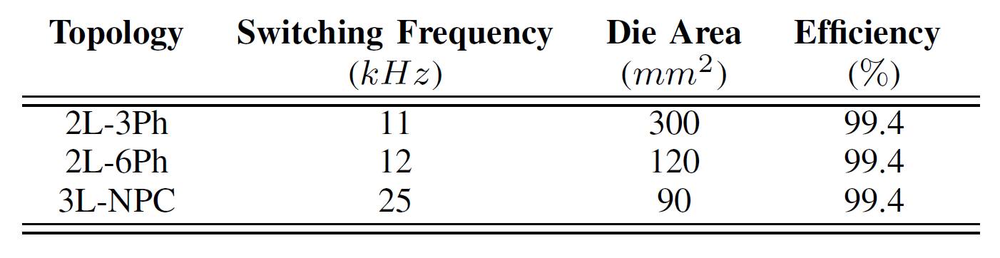 Topology Switching Frequency Die Area Efficiency
(kHz) (mm²) (%)
2L-3Ph 11 300 99.4
2L-6Ph 12 120 99.4
3L-NPC 25 90 99.4